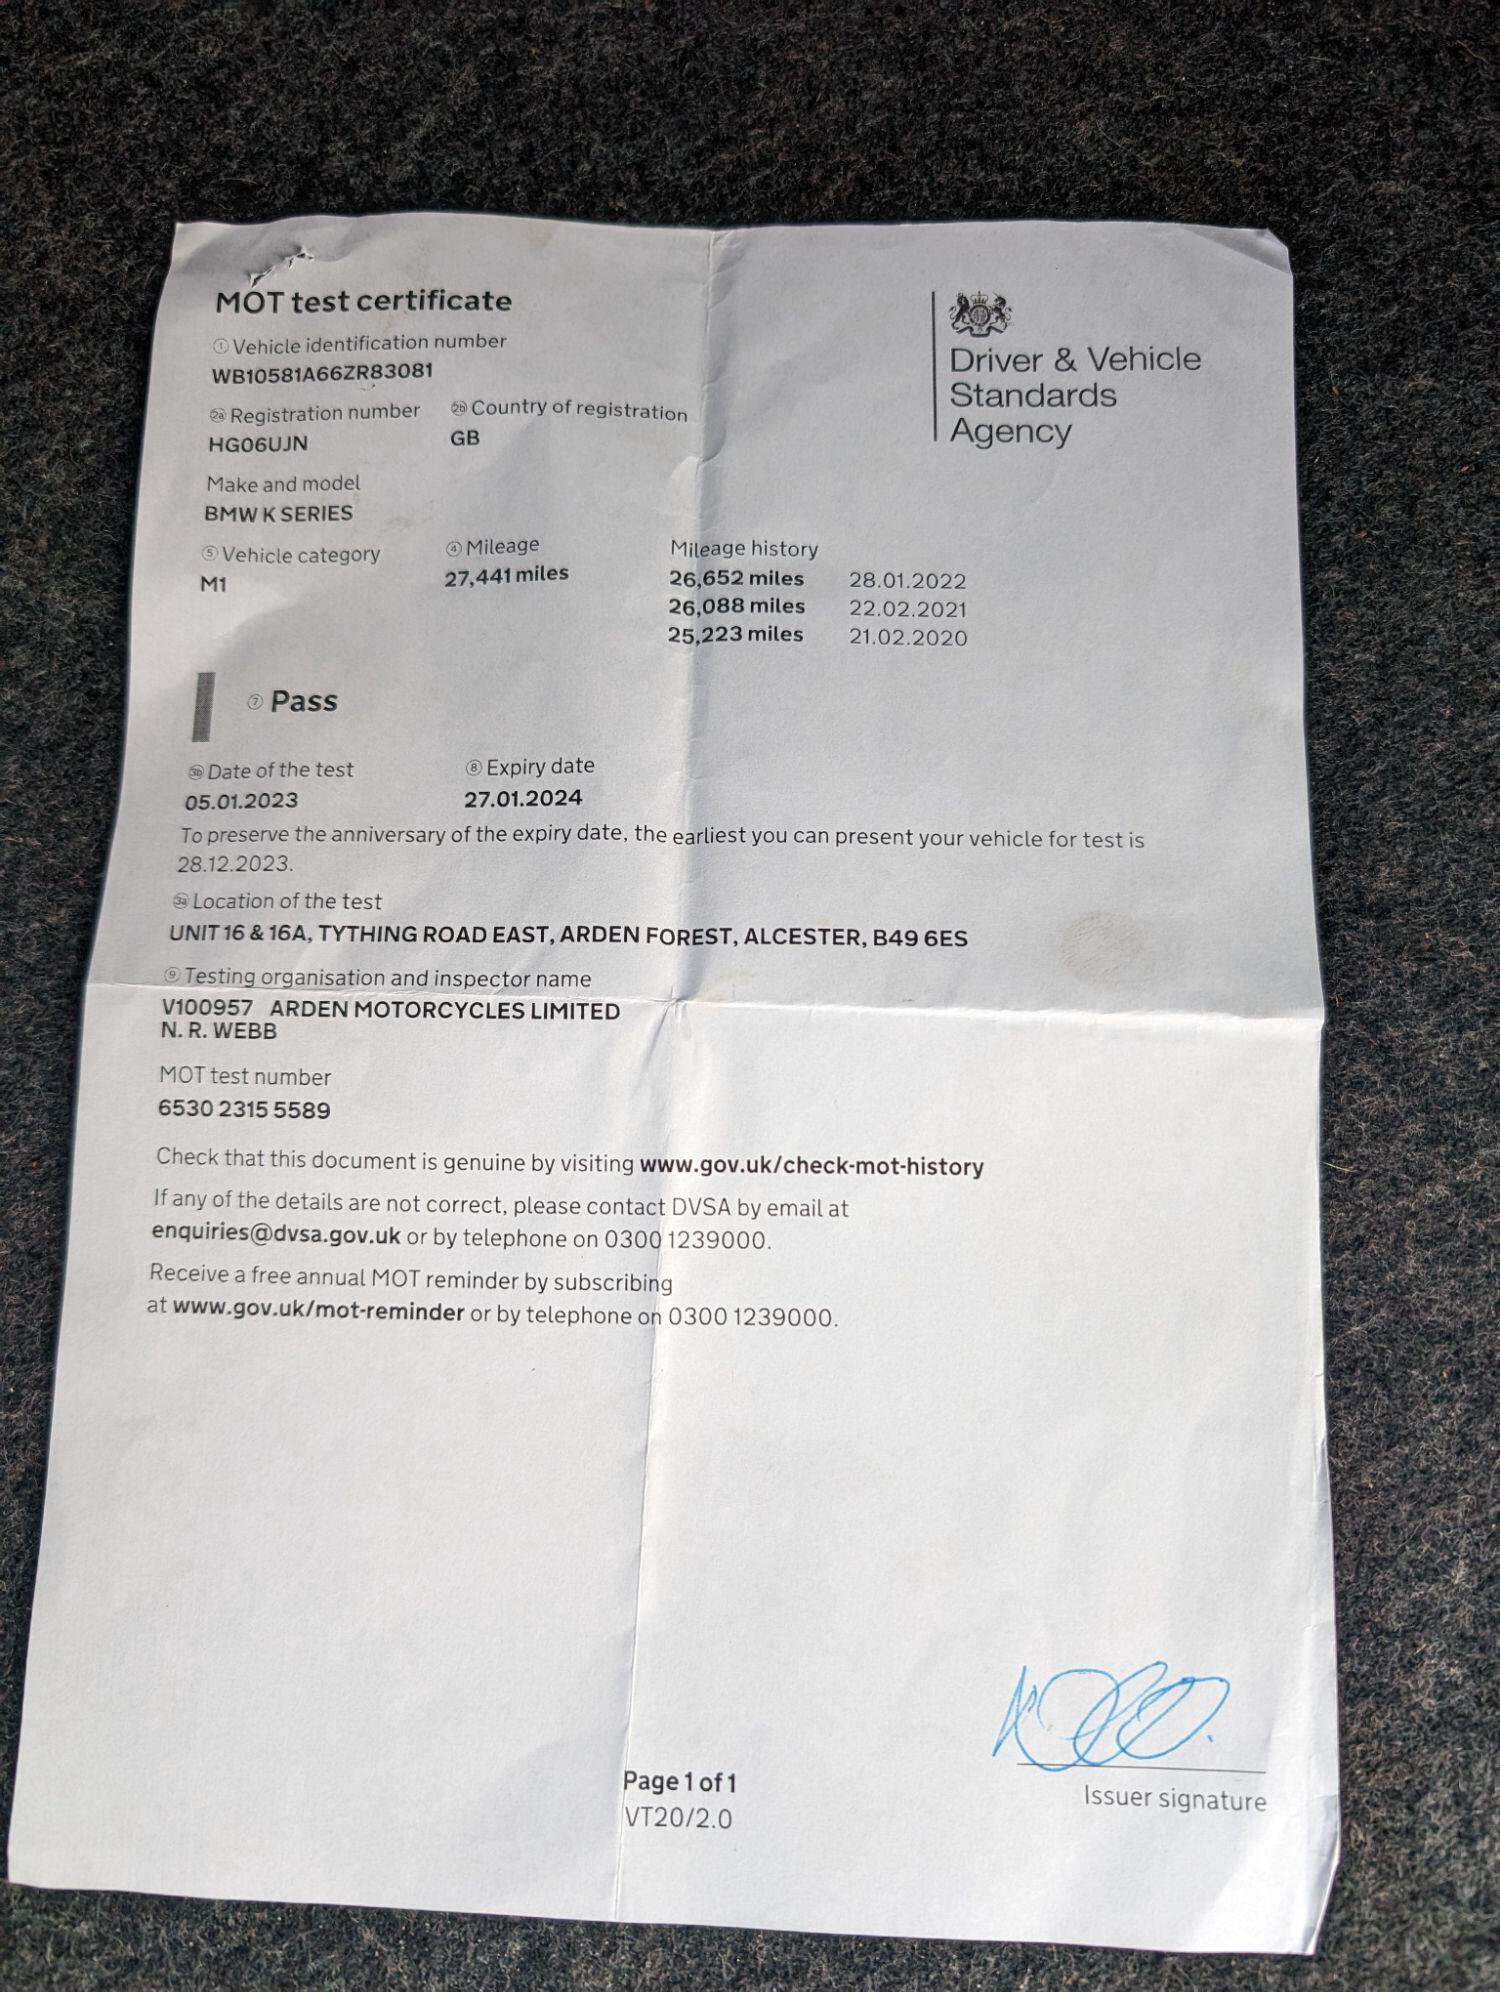 MOT test certificate
① Vehicle identification number
WB10581A66ZR83081
2a Registration number 2b Country of registration
HG06UJN GB
Make and model
BMW K SERIES
⑤ Vehicle category ④ Mileage Mileage history
M1 27,441 miles 26,652 miles 28.01.2022
26,088 miles 22.02.2021
25,223 miles 21.02.2020
Driver & Vehicle
Standards
Agency
⑦ Pass
3b Date of the test ⑧ Expiry date
05.01.2023 27.01.2024
To preserve the anniversary of the expiry date, the earliest you can present your vehicle for test is
28.12.2023.
3a Location of the test
UNIT 16 & 16A, TYTHING ROAD EAST, ARDEN FOREST, ALCESTER, B49 6ES
⑨ Testing organisation and inspector name
V100957 ARDEN MOTORCYCLES LIMITED
N. R. WEBB
MOT test number
6530 2315 5589
Check that this document is genuine by visiting www.gov.uk/check-mot-history
If any of the details are not correct, please contact DVSA by email at
enquiries@dvsa.gov.uk or by telephone on 0300 1239000.
Receive a free annual MOT reminder by subscribing
at www.gov.uk/mot-reminder or by telephone on 0300 1239000.
Page 1 of 1
VT20/2.0
Issuer signature